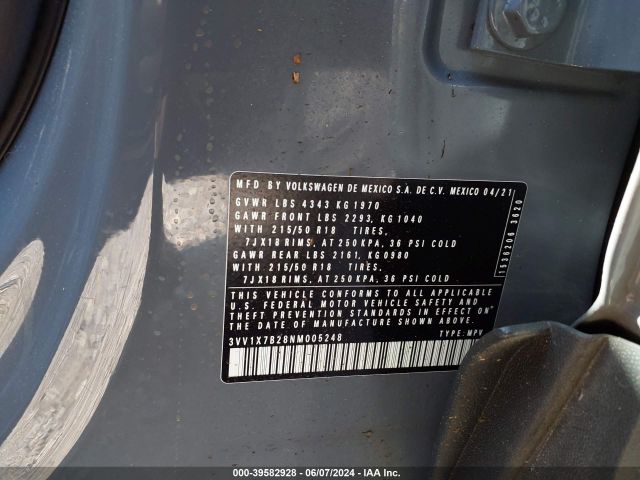 MFD BY VOLKSWAGEN DE MEXICO S.A. DE C.V. MEXICO 04/21
GVWR LBS 4343 KG 1970
GAWR FRONT LBS 2293, KG 1040
WITH 215/50 R18 TIRES,
7JX18 RIMS, AT 250 KPA, 36 PSI COLD
GAWR REAR LBS 2161, KG 0980
WITH 215/50 R18 TIRES,
7JX18 RIMS, AT 250 KPA, 36 PSI COLD
THIS VEHICLE CONFORMS TO ALL APPLICABLE
U.S. FEDERAL MOTOR VEHICLE SAFETY AND
THEFT PREVENTION STANDARDS IN EFFECT ON
THE DATE OF MANUFACTURE SHOWN ABOVE.
3VV1X7B28NM005248 TYPE: MPV
1536206 3620
000-39582928 - 06/07/2024 - IAA Inc.